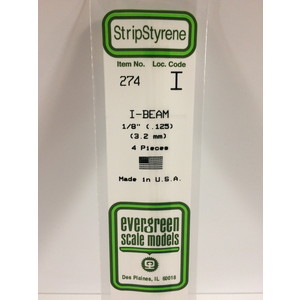 StripStyrene
Item No. Loc. Code
274 I
I-BEAM
1/8" (.125)
(3.2 mm)
4 Pieces
Made in U.S.A.
evergreen
scale models
Des Plaines, IL 60018